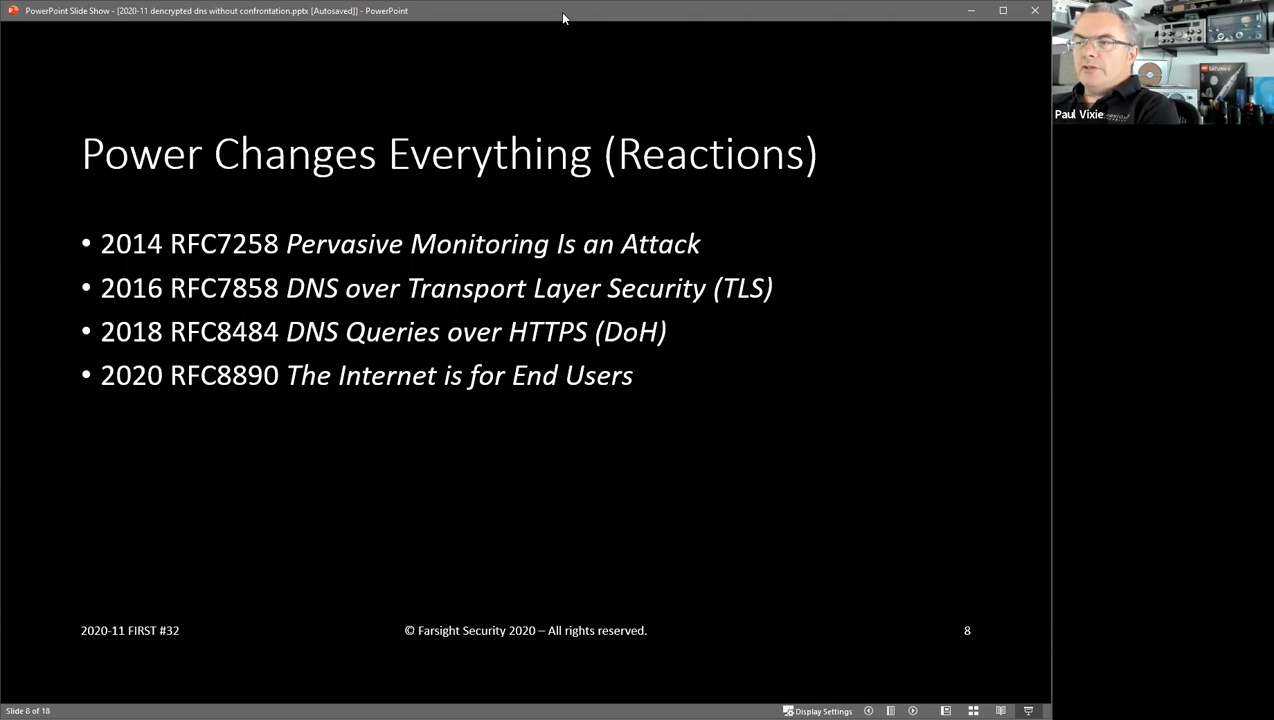 PowerPoint Slide Show - [2020-11 dencrypted dns without confrontation.pptx [Autosaved]] - PowerPoint
Paul Vixie
Power Changes Everything (Reactions)
• 2014 RFC7258 Pervasive Monitoring Is an Attack
• 2016 RFC7858 DNS over Transport Layer Security (TLS)
• 2018 RFC8484 DNS Queries over HTTPS (DoH)
• 2020 RFC8890 The Internet is for End Users
2020-11 FIRST #32
© Farsight Security 2020 – All rights reserved.
8
Slide 8 of 18
Display Settings